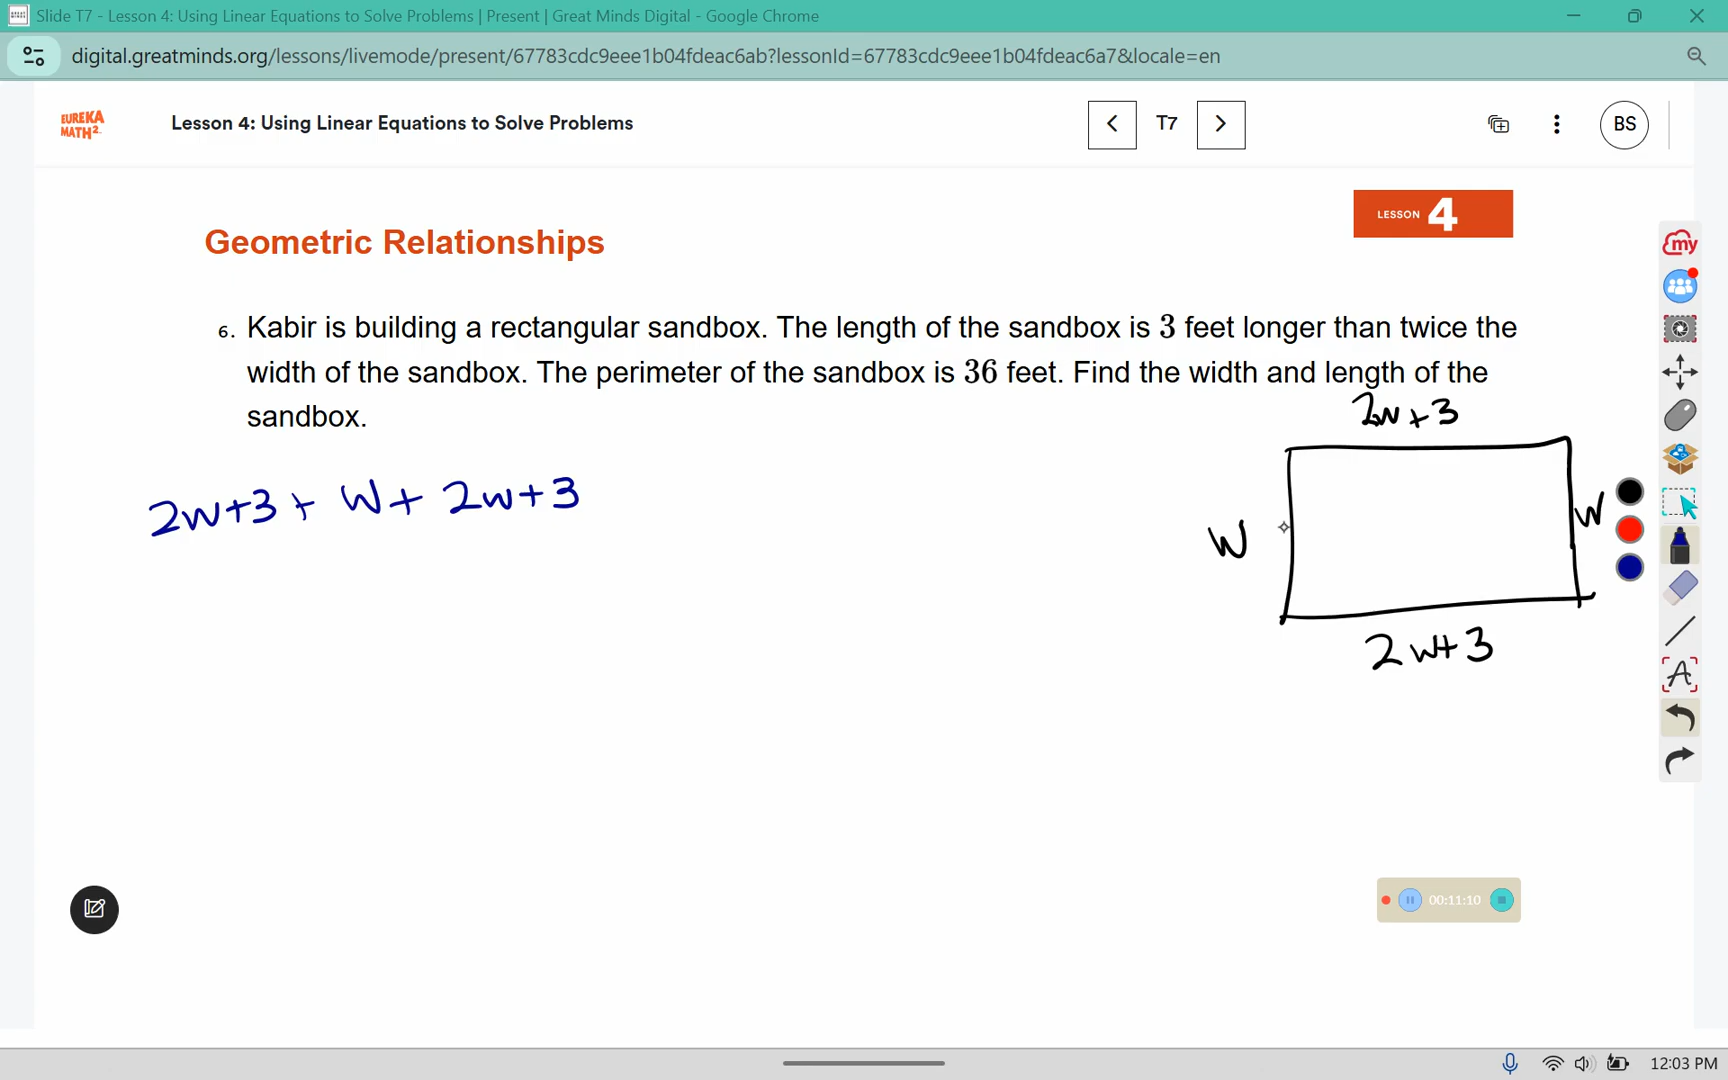 Slide T7 - Lesson 4: Using Linear Equations to Solve Problems | Present | Great Minds Digital - Google Chrome
digital.greatminds.org/lessons/livemode/present/67783cdc9eee1b04fdeac6ab?lessonId=67783cdc9eee1b04fdeac6a7&locale=en
EUREKA
MATH²
Lesson 4: Using Linear Equations to Solve Problems
T7
BS
LESSON 4
Geometric Relationships
my
6. Kabir is building a rectangular sandbox. The length of the sandbox is 3 feet longer than twice the
width of the sandbox. The perimeter of the sandbox is 36 feet. Find the width and length of the
sandbox.
2w+3
2w+3 + W + 2w+3
W
W
2w+3
A
00:11:10
12:03 PM